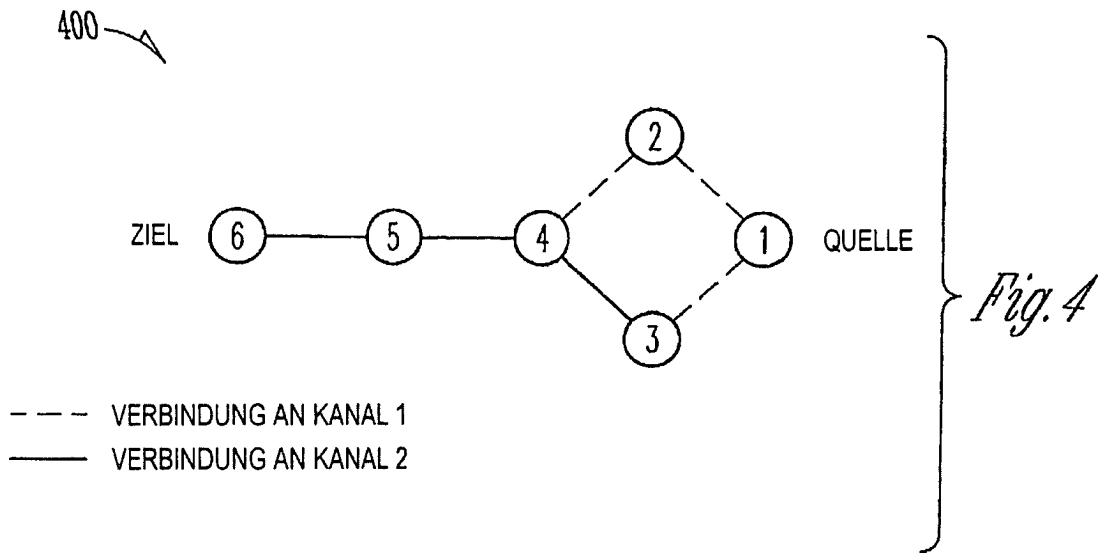 400
2
ZIEL 6 5 4 1 QUELLE
3
Fig. 4
VERBINDUNG AN KANAL 1
VERBINDUNG AN KANAL 2